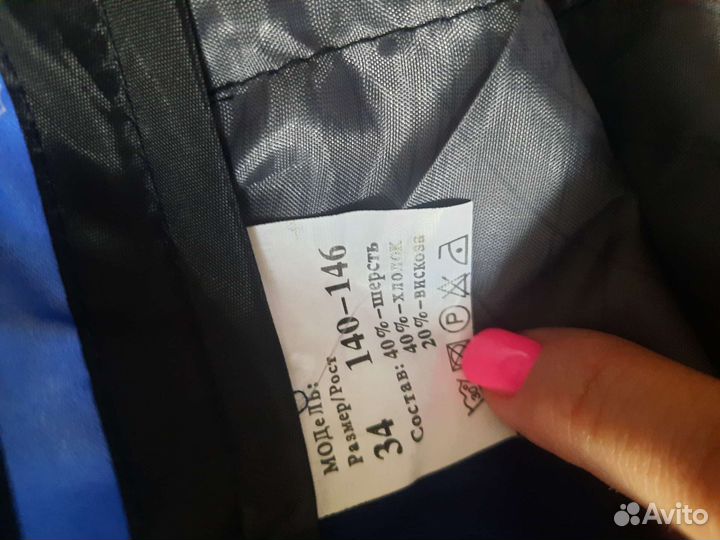 МОДеЛЬ:
Размер/Рост
34 140-146
Состав: 40%-шерсть
40%-хлопок
20%-вискоза
P
Avito